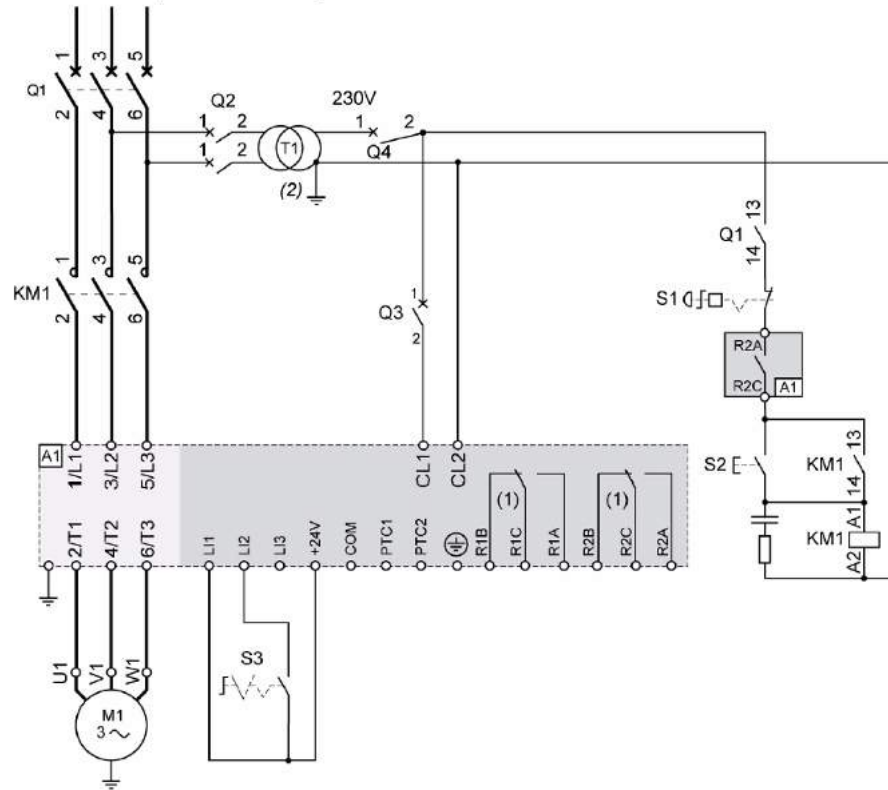 1 3 5
Q1
2 4 6
Q2
1 2
1 2
T1
(2)
230V
1 2
Q4
13
Q1
14
1 3 5
KM1
2 4 6
1
Q3
2
S1
R2A
R2C
A1
A1
1/L1 3/L2 5/L3
CL1 CL2
S2
13
KM1
14
(1) (1)
2/T1 4/T2 6/T3
LI1 LI2 LI3 +24V COM PTC1 PTC2 R1B R1C R1A R2B R2C R2A
A1
KM1
A2
S3
U1 V1 W1
M1
3 ~